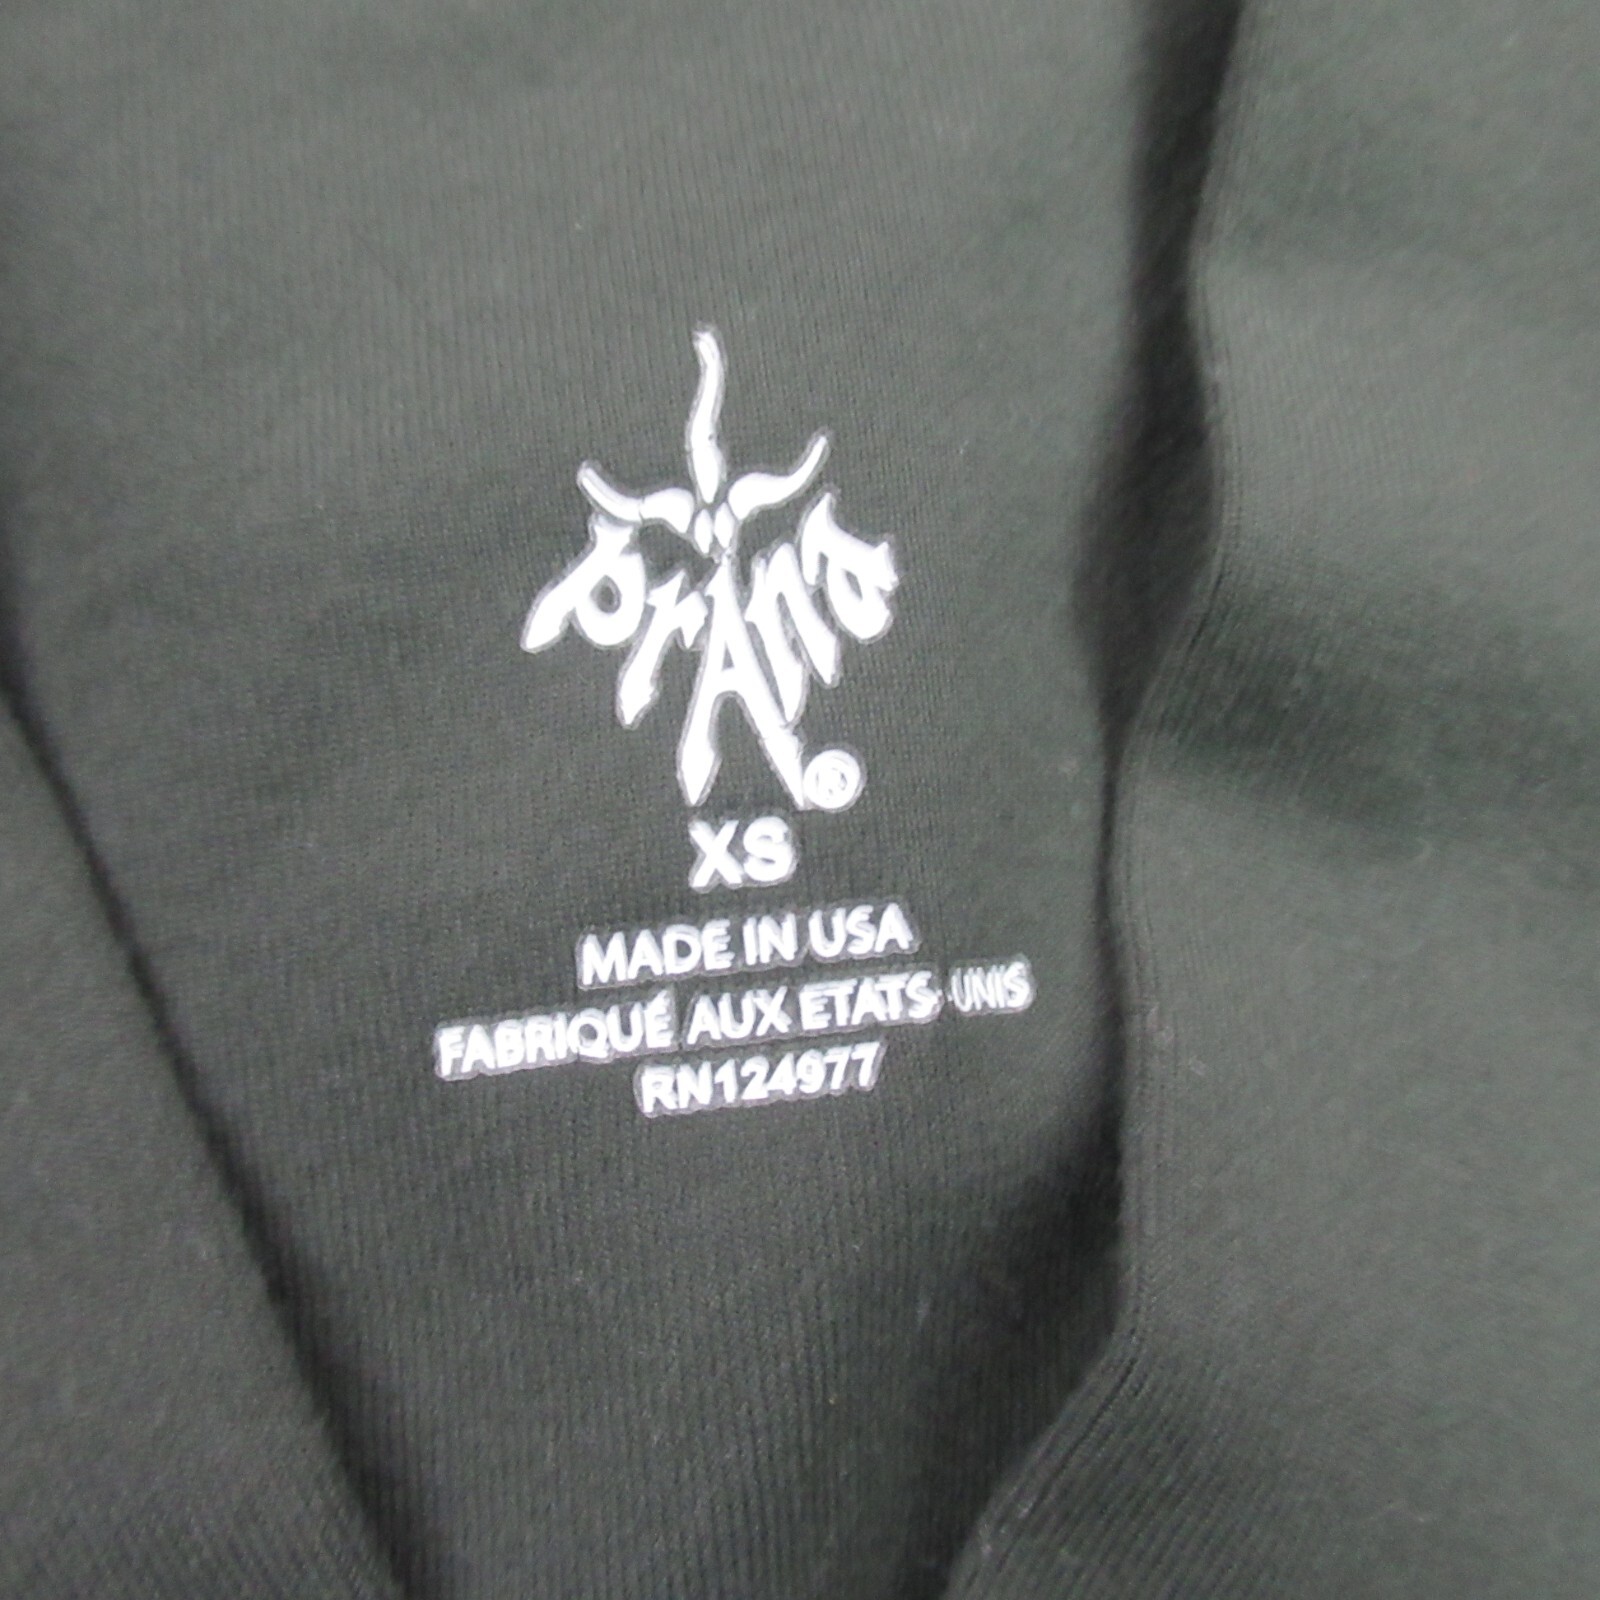 prAna®
XS
MADE IN USA
FABRIQUÉ AUX ETATS-UNIS
RN124977